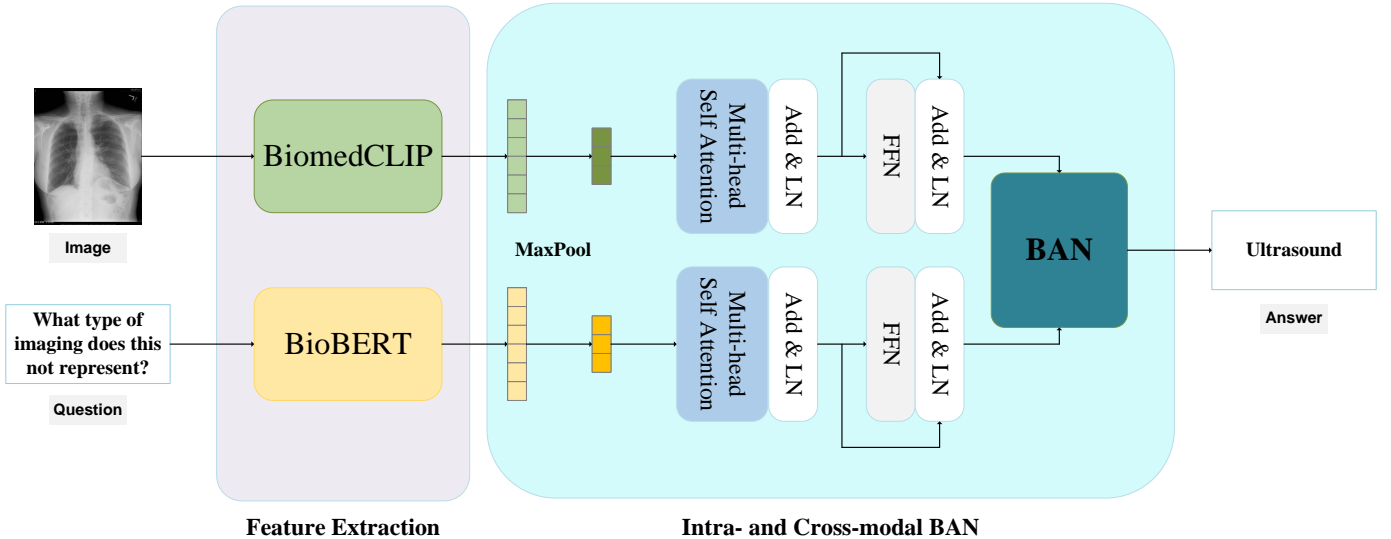 Image
What type of
imaging does this
not represent?
Question
BiomedCLIP
BioBERT
Feature Extraction
MaxPool
Multi-head
Self Attention
Add & LN
FFN
Add & LN
Multi-head
Self Attention
Add & LN
FFN
Add & LN
BAN
Intra- and Cross-modal BAN
Ultrasound
Answer